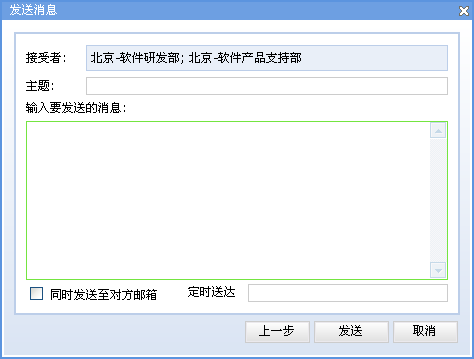 发送消息
接受者： 北京-软件研发部; 北京-软件产品支持部
主题：
输入要发送的消息：
同时发送至对方邮箱 定时送达
上一步 发送 取消